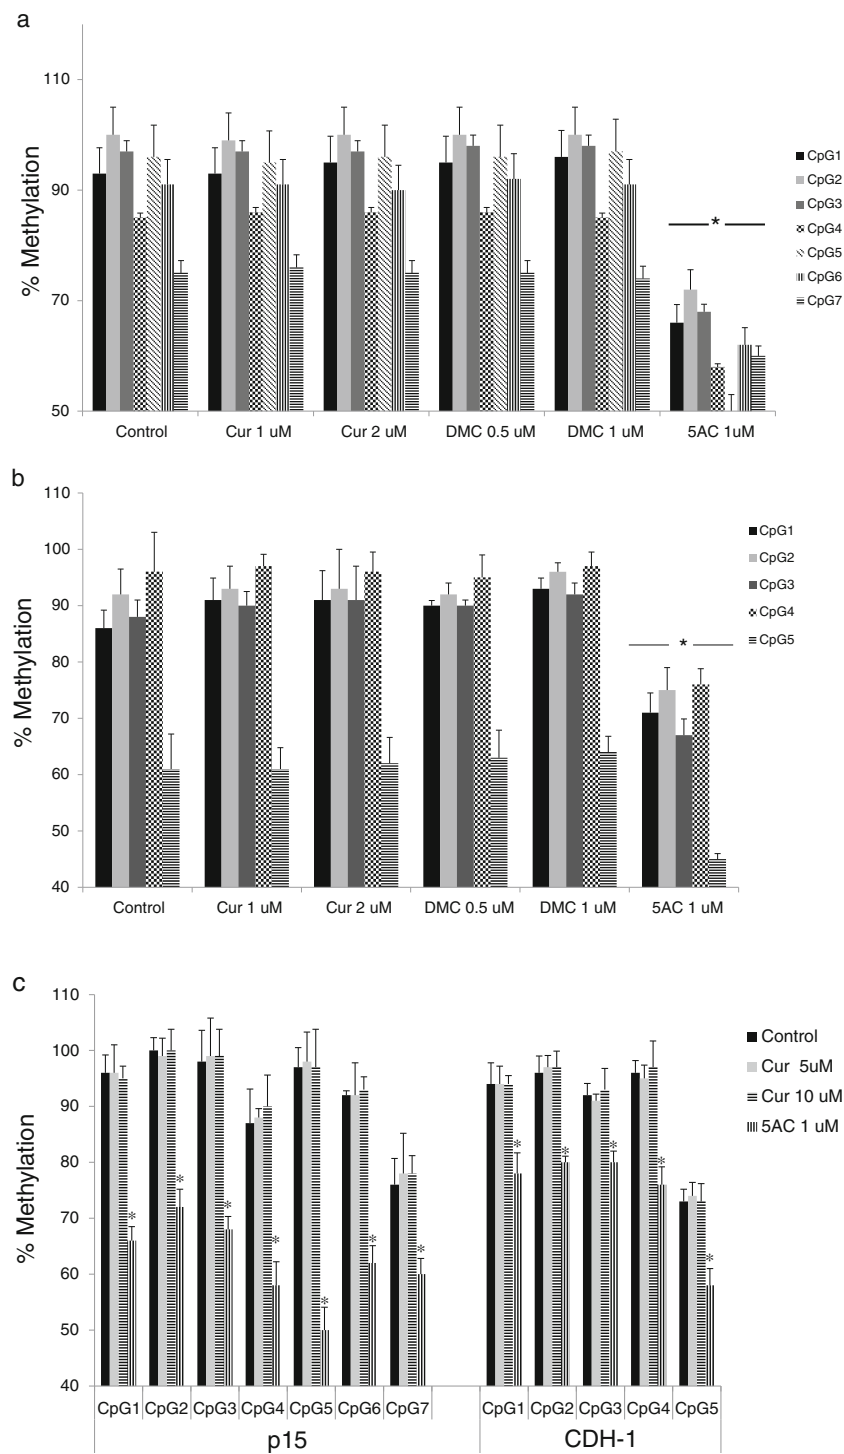 a
% Methylation
110
90
70
50
*
CpG1
CpG2
CpG3
CpG4
CpG5
CpG6
CpG7
Control Cur 1 uM Cur 2 uM DMC 0.5 uM DMC 1 uM 5AC 1uM
b
% Methylation
110
100
90
80
70
60
50
40
*
CpG1
CpG2
CpG3
CpG4
CpG5
Control Cur 1 uM Cur 2 uM DMC 0.5 uM DMC 1 uM 5AC 1 uM
c
% Methylation
110
100
90
80
70
60
50
40
* * * * * * * * * * * *
Control
Cur 5uM
Cur 10 uM
5AC 1 uM
CpG1 CpG2 CpG3 CpG4 CpG5 CpG6 CpG7 CpG1 CpG2 CpG3 CpG4 CpG5
p15 CDH-1